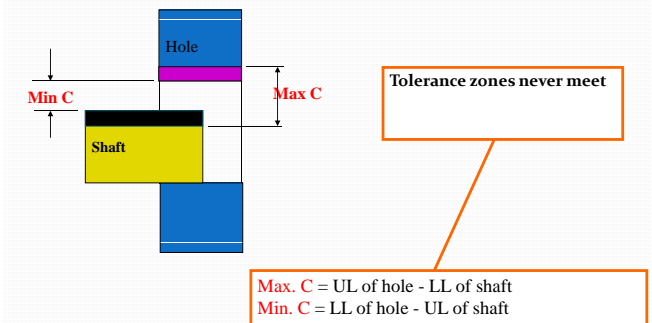 Hole
Min C
Max C
Tolerance zones never meet
Shaft
Max. C = UL of hole - LL of shaft
Min. C = LL of hole - UL of shaft